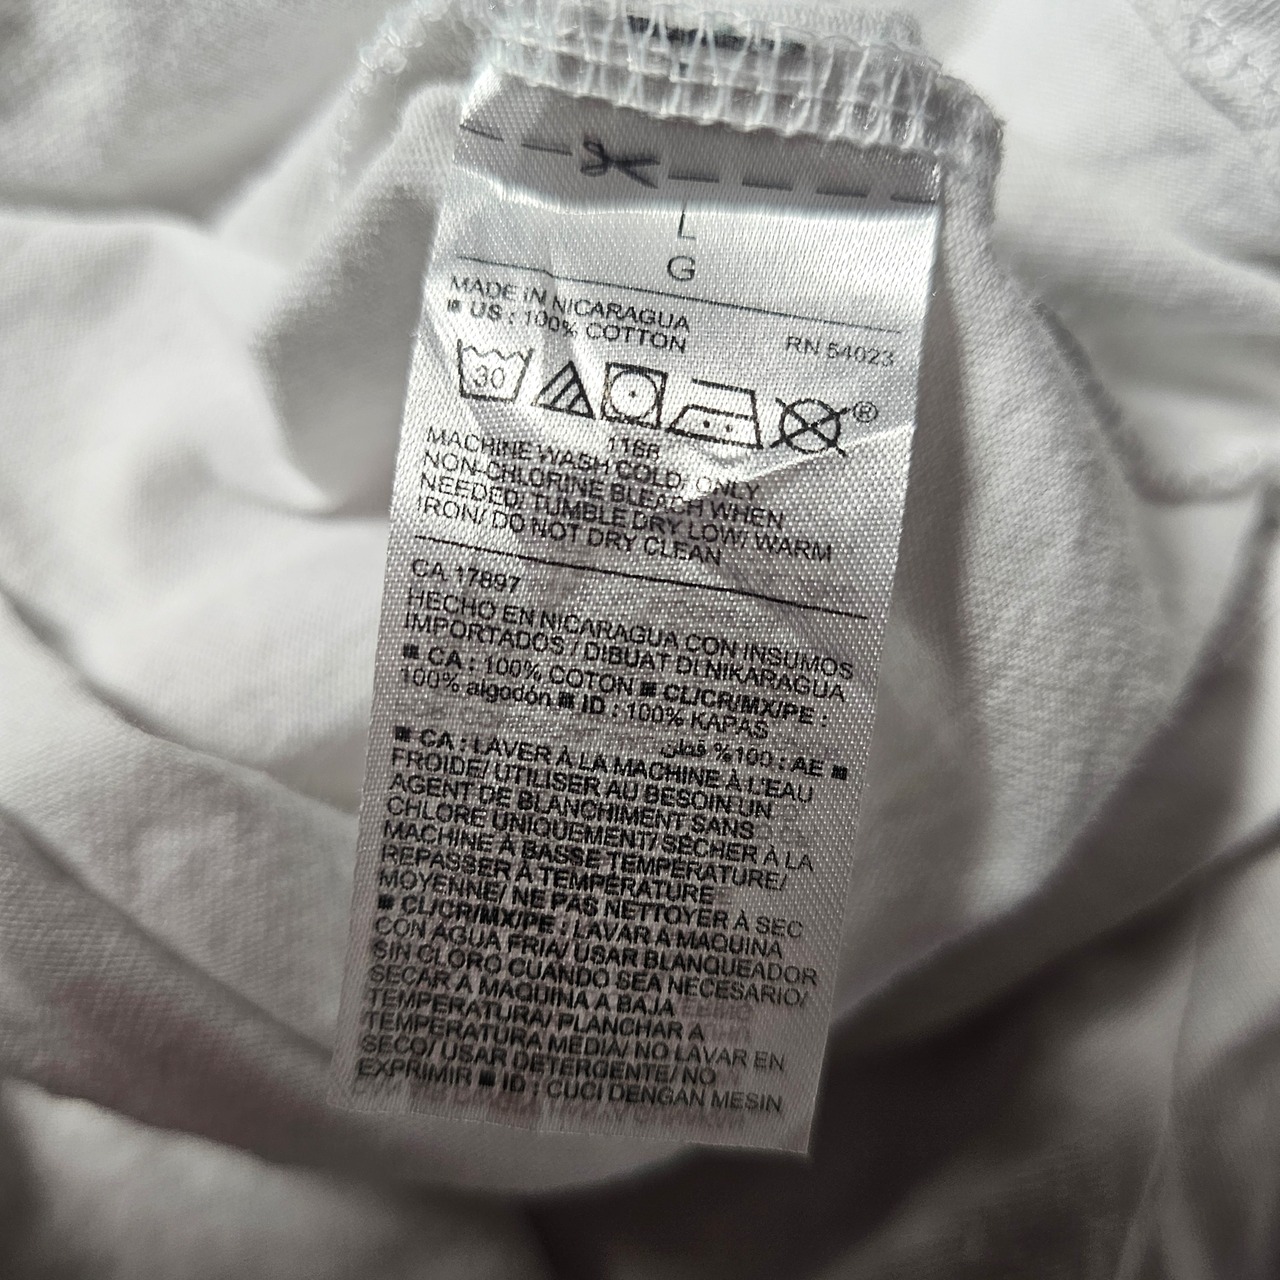 L
G
MADE IN NICARAGUA
■ US : 100% COTTON RN 54023
30
®
1166
MACHINE WASH COLD/ ONLY
NON-CHLORINE BLEACH WHEN
NEEDED/ TUMBLE DRY LOW/ WARM
IRON/ DO NOT DRY CLEAN
CA 17897
HECHO EN NICARAGUA CON INSUMOS
IMPORTADOS / DIBUAT DI NIKARAGUA
■ CA : 100% COTON ■ CL/CR/MX/PE :
100% algodón ■ ID : 100% KAPAS
■ AE : 100% قطن
■ CA : LAVER À LA MACHINE À L'EAU
FROIDE/ UTILISER AU BESOIN UN
AGENT DE BLANCHIMENT SANS
CHLORE UNIQUEMENT/ SÉCHER À LA
MACHINE À BASSE TEMPÉRATURE/
REPASSER À TEMPÉRATURE
MOYENNE/ NE PAS NETTOYER À SEC
■ CL/CR/MX/PE : LAVAR A MAQUINA
CON AGUA FRIA/ USAR BLANQUEADOR
SIN CLORO CUANDO SEA NECESARIO/
SECAR A MAQUINA A BAJA
TEMPERATURA/ PLANCHAR A
TEMPERATURA MEDIA/ NO LAVAR EN
SECO/ USAR DETERGENTE/ NO
EXPRIMIR ■ ID : CUCI DENGAN MESIN